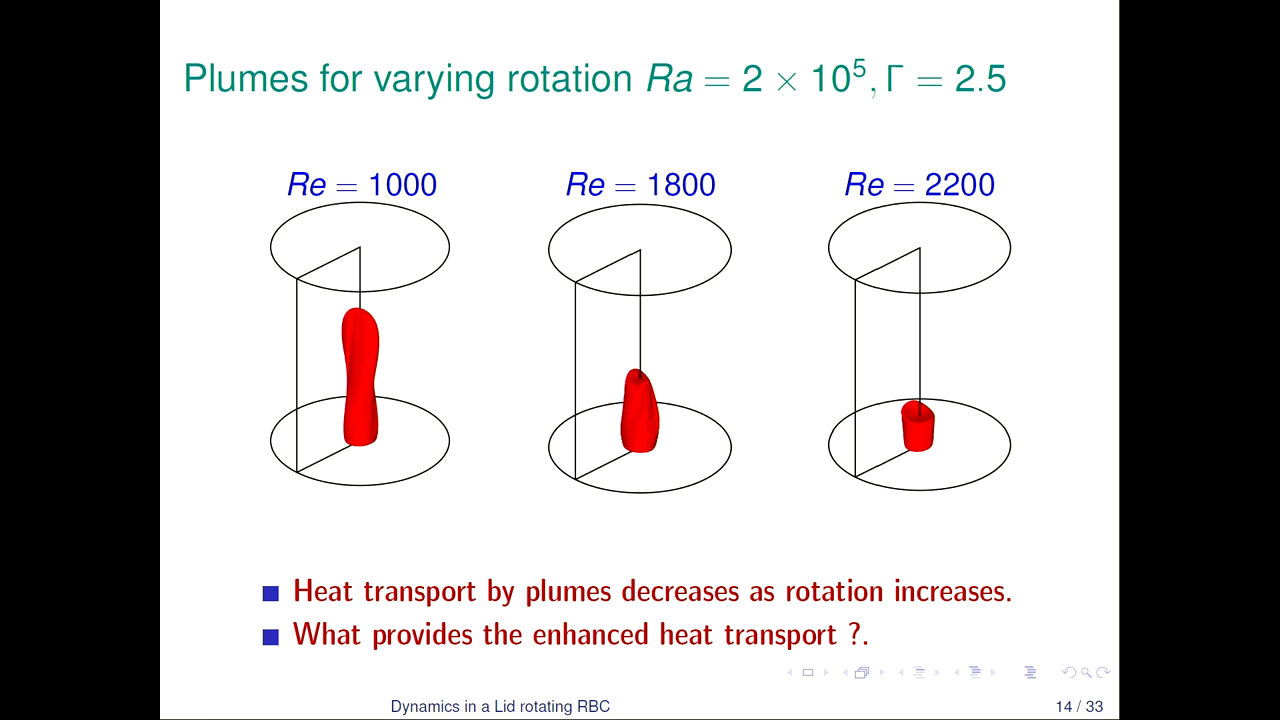 Plumes for varying rotation Ra = 2 × 10⁵, Γ = 2.5
Re = 1000 Re = 1800 Re = 2200
Heat transport by plumes decreases as rotation increases.
What provides the enhanced heat transport ?.
Dynamics in a Lid rotating RBC 14 / 33